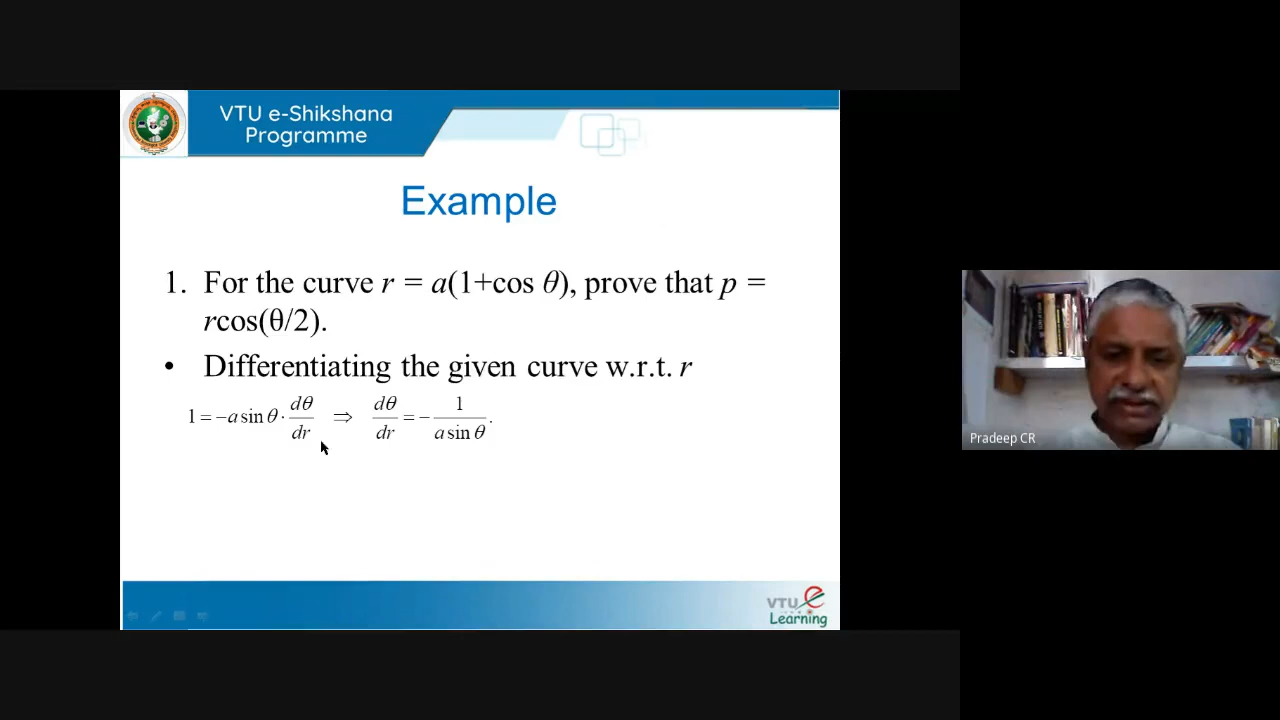 VTU e-Shikshana
Programme
Example
1. For the curve r = a(1+cos θ), prove that p =
rcos(θ/2).
• Differentiating the given curve w.r.t. r
1 = −a sin θ · dθ/dr ⇒ dθ/dr = − 1/(a sin θ).
Pradeep CR
VTU e
Learning